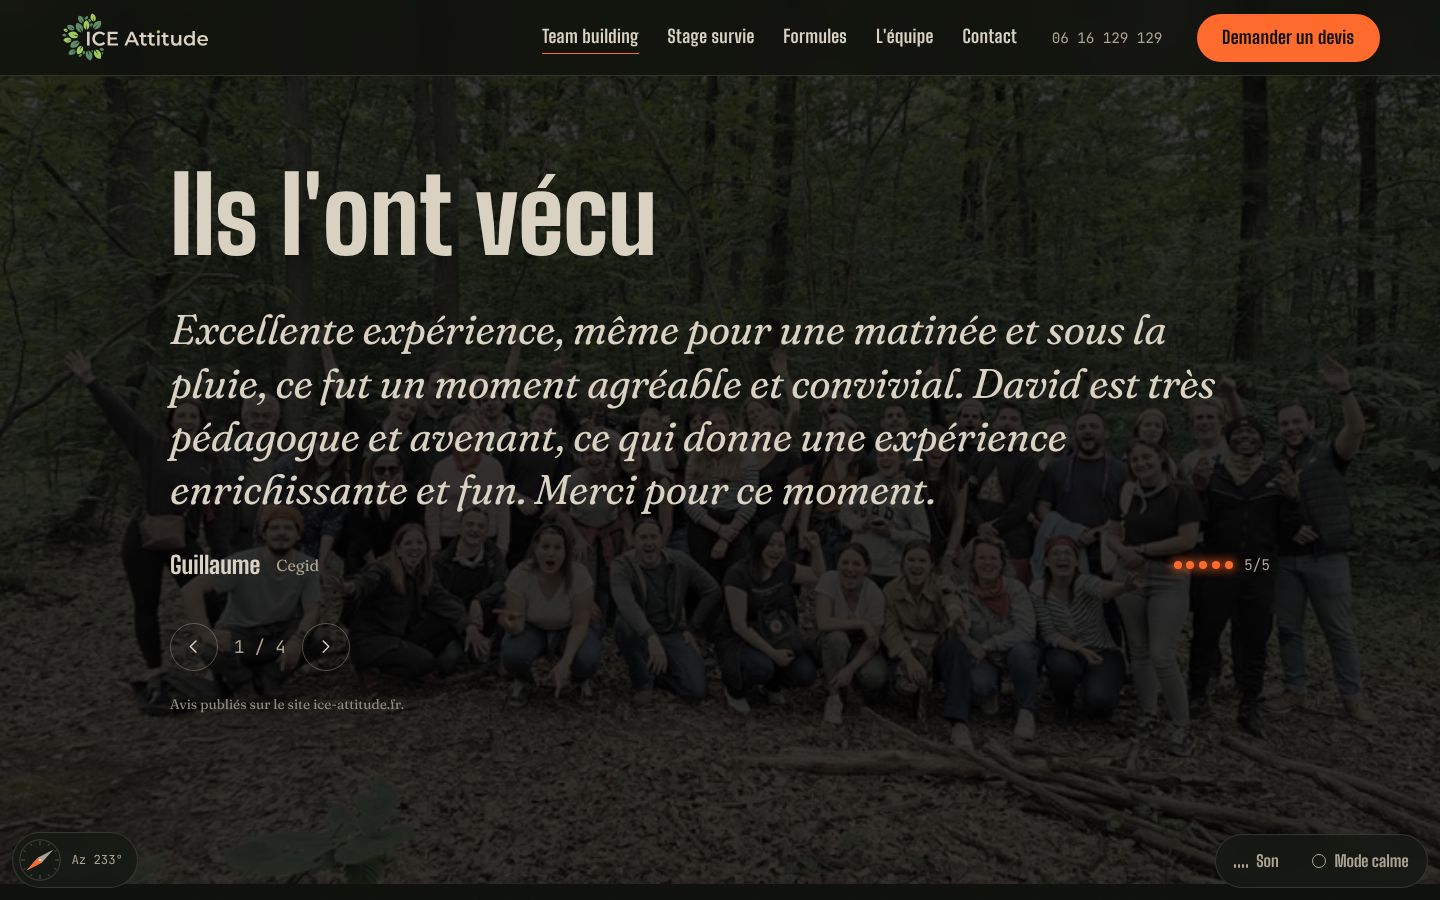 ICE Attitude
Team building
Stage survie
Formules
L'équipe
Contact
06 16 129 129
Demander un devis
Ils l'ont vécu
Excellente expérience, même pour une matinée et sous la
pluie, ce fut un moment agréable et convivial. David est très
pédagogue et avenant, ce qui donne une expérience
enrichissante et fun. Merci pour ce moment.
Guillaume Cegid
5/5
1 / 4
Avis publiés sur le site ice-attitude.fr.
Az 233°
Son
Mode calme